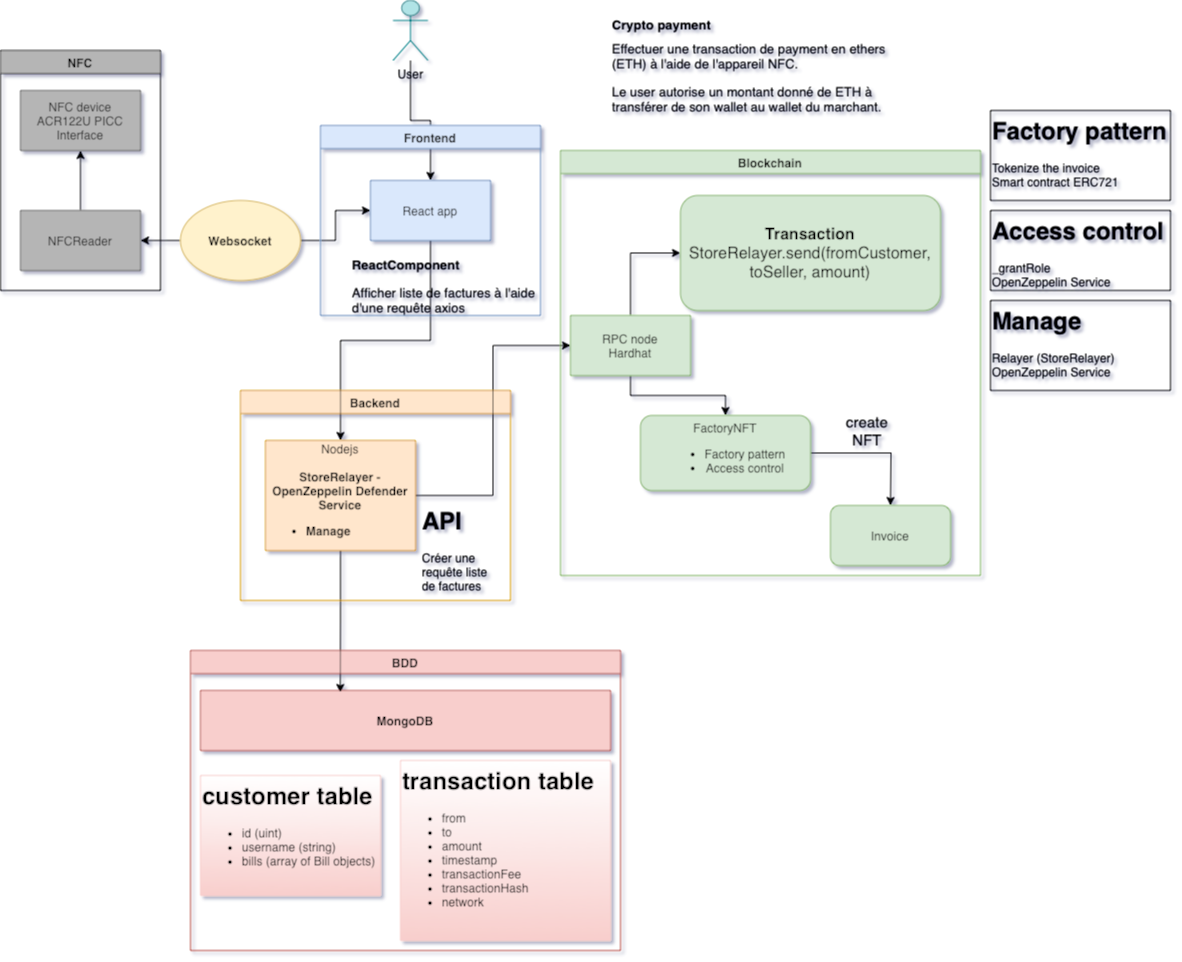 User
Crypto payment
Effectuer une transaction de payment en ethers
(ETH) à l'aide de l'appareil NFC.
Le user autorise un montant donné de ETH à
transférer de son wallet au wallet du marchant.
NFC
NFC device
ACR122U PICC
Interface
NFCReader
Websocket
Frontend
React app
ReactComponent
Afficher liste de factures à l'aide
d'une requête axios
Blockchain
Transaction
StoreRelayer.send(fromCustomer,
toSeller, amount)
RPC node
Hardhat
FactoryNFT
• Factory pattern
• Access control
create
NFT
Invoice
Factory pattern
Tokenize the invoice
Smart contract ERC721
Access control
_grantRole
OpenZeppelin Service
Manage
Relayer (StoreRelayer)
OpenZeppelin Service
Backend
Nodejs
StoreRelayer -
OpenZeppelin Defender
Service
• Manage
API
Créer une
requête liste
de factures
BDD
MongoDB
customer table
• id (uint)
• username (string)
• bills (array of Bill objects)
transaction table
• from
• to
• amount
• timestamp
• transactionFee
• transactionHash
• network